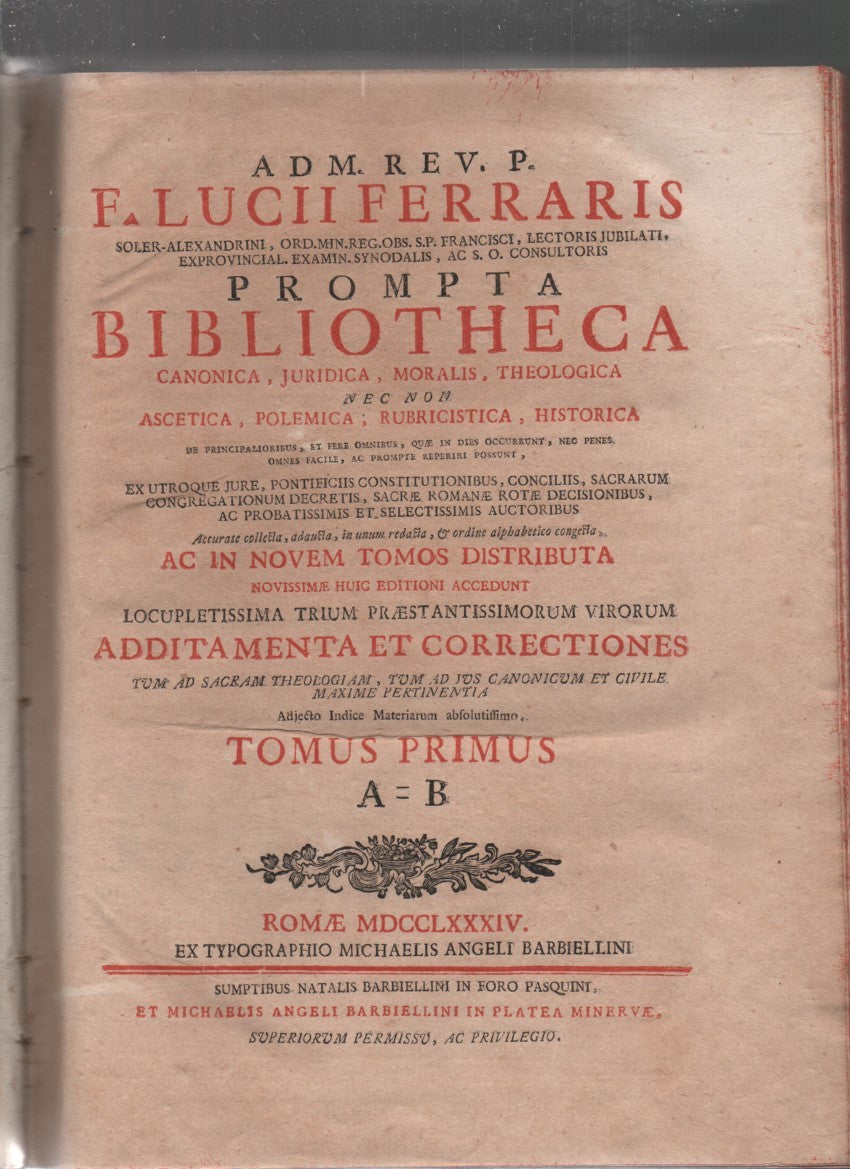 ADM. REV. P.
F. LUCII FERRARIS
SOLER-ALEXANDRINI, ORD.MIN.REG.OBS. S.P. FRANCISCI, LECTORIS JUBILATI,
EXPROVINCIAL. EXAMIN. SYNODALIS, AC S. O. CONSULTORIS
PROMPTA
BIBLIOTHECA
CANONICA, JURIDICA, MORALIS, THEOLOGICA
NEC NON
ASCETICA, POLEMICA; RUBRICISTICA, HISTORICA
DE PRINCIPALIORIBUS, ET FERE OMNIBUS, QUÆ IN DIES OCCURRUNT, NEC PENES
OMNES FACILE, AC PROMPTE REPERIRI POSSUNT,
EX UTROQUE JURE, PONTIFICIIS CONSTITUTIONIBUS, CONCILIIS, SACRARUM
CONGREGATIONUM DECRETIS, SACRÆ ROMANÆ ROTÆ DECISIONIBUS,
AC PROBATISSIMIS ET SELECTISSIMIS AUCTORIBUS
Accurate collecta, adaucta, in unum redacta, & ordine alphabetico congesta,
AC IN NOVEM TOMOS DISTRIBUTA
NOVISSIMÆ HUIC EDITIONI ACCEDUNT
LOCUPLETISSIMA TRIUM PRÆSTANTISSIMORUM VIRORUM
ADDITAMENTA ET CORRECTIONES
TVM AD SACRAM THEOLOGIAM, TVM AD JVS CANONICVM ET CIVILE
MAXIME PERTINENTIA
Adjecto Indice Materiarum absolutissimo.
TOMUS PRIMUS
A = B
ROMÆ MDCCLXXXIV.
EX TYPOGRAPHIO MICHAELIS ANGELI BARBIELLINI
SUMPTIBUS NATALIS BARBIELLINI IN FORO PASQUINI,
ET MICHAELIS ANGELI BARBIELLINI IN PLATEA MINERVÆ.
SVPERIORVM PERMISSV, AC PRIVILEGIO.